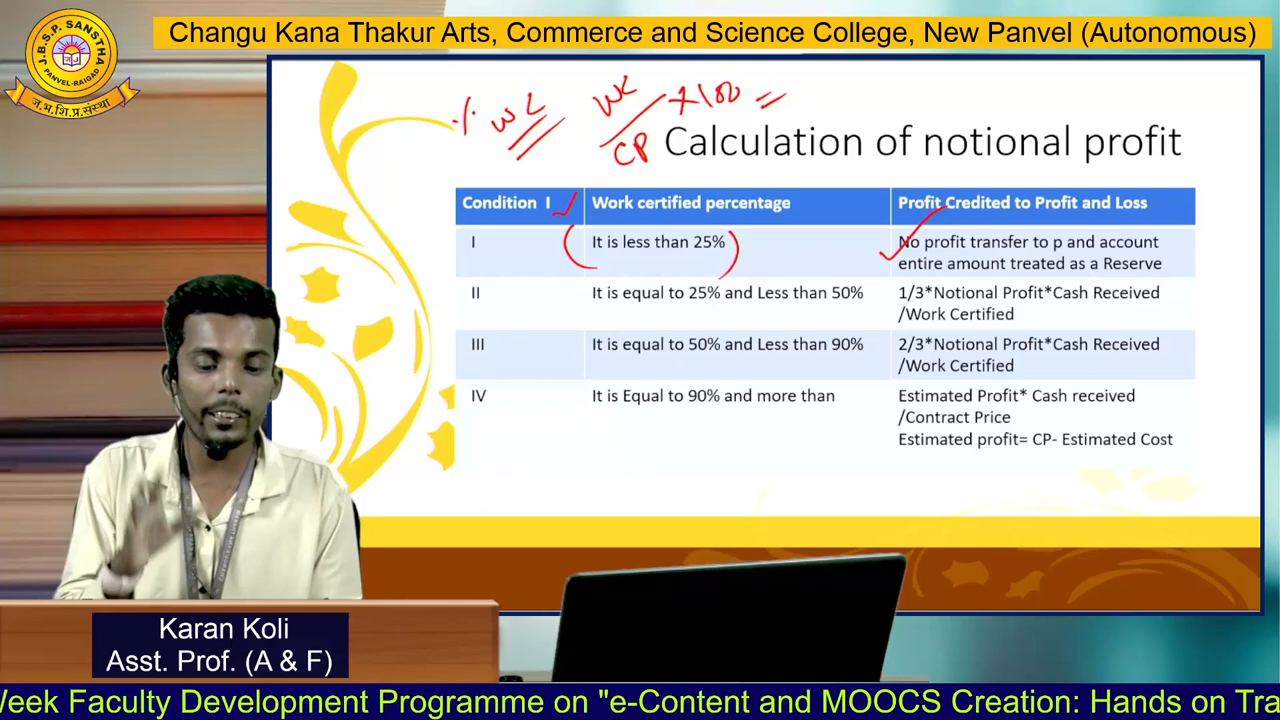 Changu Kana Thakur Arts, Commerce and Science College, New Panvel (Autonomous)
J.B.S.P. SANSTHA
PANVEL-RAIGAD
ज.भ.शि.प्र.संस्था
% WC WC/CP x100 =
Calculation of notional profit
Condition I Work certified percentage Profit Credited to Profit and Loss
I It is less than 25% No profit transfer to p and account
entire amount treated as a Reserve
II It is equal to 25% and Less than 50% 1/3*Notional Profit*Cash Received
/Work Certified
III It is equal to 50% and Less than 90% 2/3*Notional Profit*Cash Received
/Work Certified
IV It is Equal to 90% and more than Estimated Profit* Cash received
/Contract Price
Estimated profit= CP- Estimated Cost
Karan Koli
Asst. Prof. (A & F)
Week Faculty Development Programme on "e-Content and MOOCS Creation: Hands on Tra